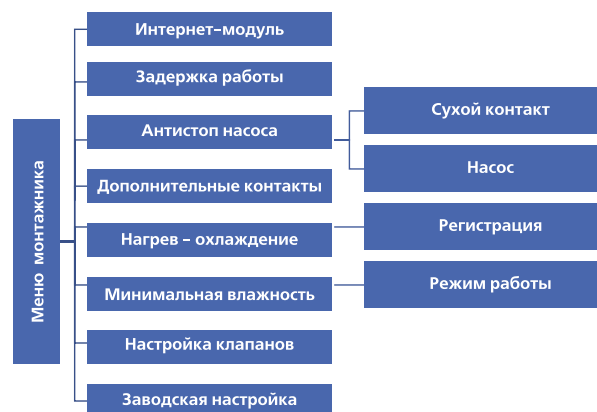 Меню монтажника
Интернет-модуль
Задержка работы
Антистоп насоса
Дополнительные контакты
Нагрев – охлаждение
Минимальная влажность
Настройка клапанов
Заводская настройка
Сухой контакт
Насос
Регистрация
Режим работы